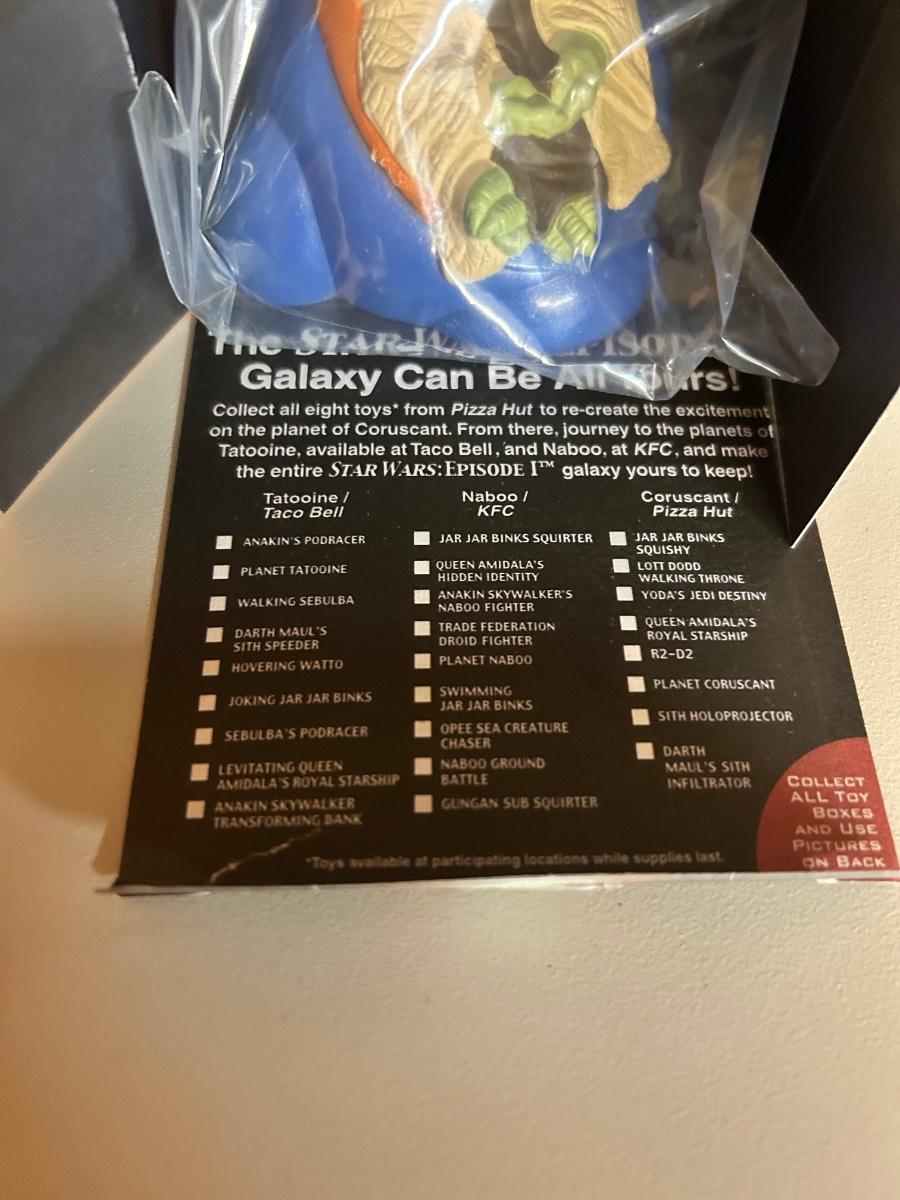 The STAR WARS: EPISODE
Galaxy Can Be All Yours!
Collect all eight toys* from Pizza Hut to re-create the excitement
on the planet of Coruscant. From there, journey to the planets of
Tatooine, available at Taco Bell, and Naboo, at KFC, and make
the entire STAR WARS: EPISODE I™ galaxy yours to keep!
Tatooine /
Taco Bell
ANAKIN'S PODRACER
PLANET TATOOINE
WALKING SEBULBA
DARTH MAUL'S
SITH SPEEDER
HOVERING WATTO
JOKING JAR JAR BINKS
SEBULBA'S PODRACER
LEVITATING QUEEN
AMIDALA'S ROYAL STARSHIP
ANAKIN SKYWALKER
TRANSFORMING BANK
Naboo /
KFC
JAR JAR BINKS SQUIRTER
QUEEN AMIDALA'S
HIDDEN IDENTITY
ANAKIN SKYWALKER'S
NABOO FIGHTER
TRADE FEDERATION
DROID FIGHTER
PLANET NABOO
SWIMMING
JAR JAR BINKS
OPEE SEA CREATURE
CHASER
NABOO GROUND
BATTLE
GUNGAN SUB SQUIRTER
Coruscant /
Pizza Hut
JAR JAR BINKS
SQUISHY
LOTT DODD
WALKING THRONE
YODA'S JEDI DESTINY
QUEEN AMIDALA'S
ROYAL STARSHIP
R2-D2
PLANET CORUSCANT
SITH HOLOPROJECTOR
DARTH
MAUL'S SITH
INFILTRATOR
COLLECT
ALL TOY
BOXES
AND USE
PICTURES
ON BACK
*Toys available at participating locations while supplies last.